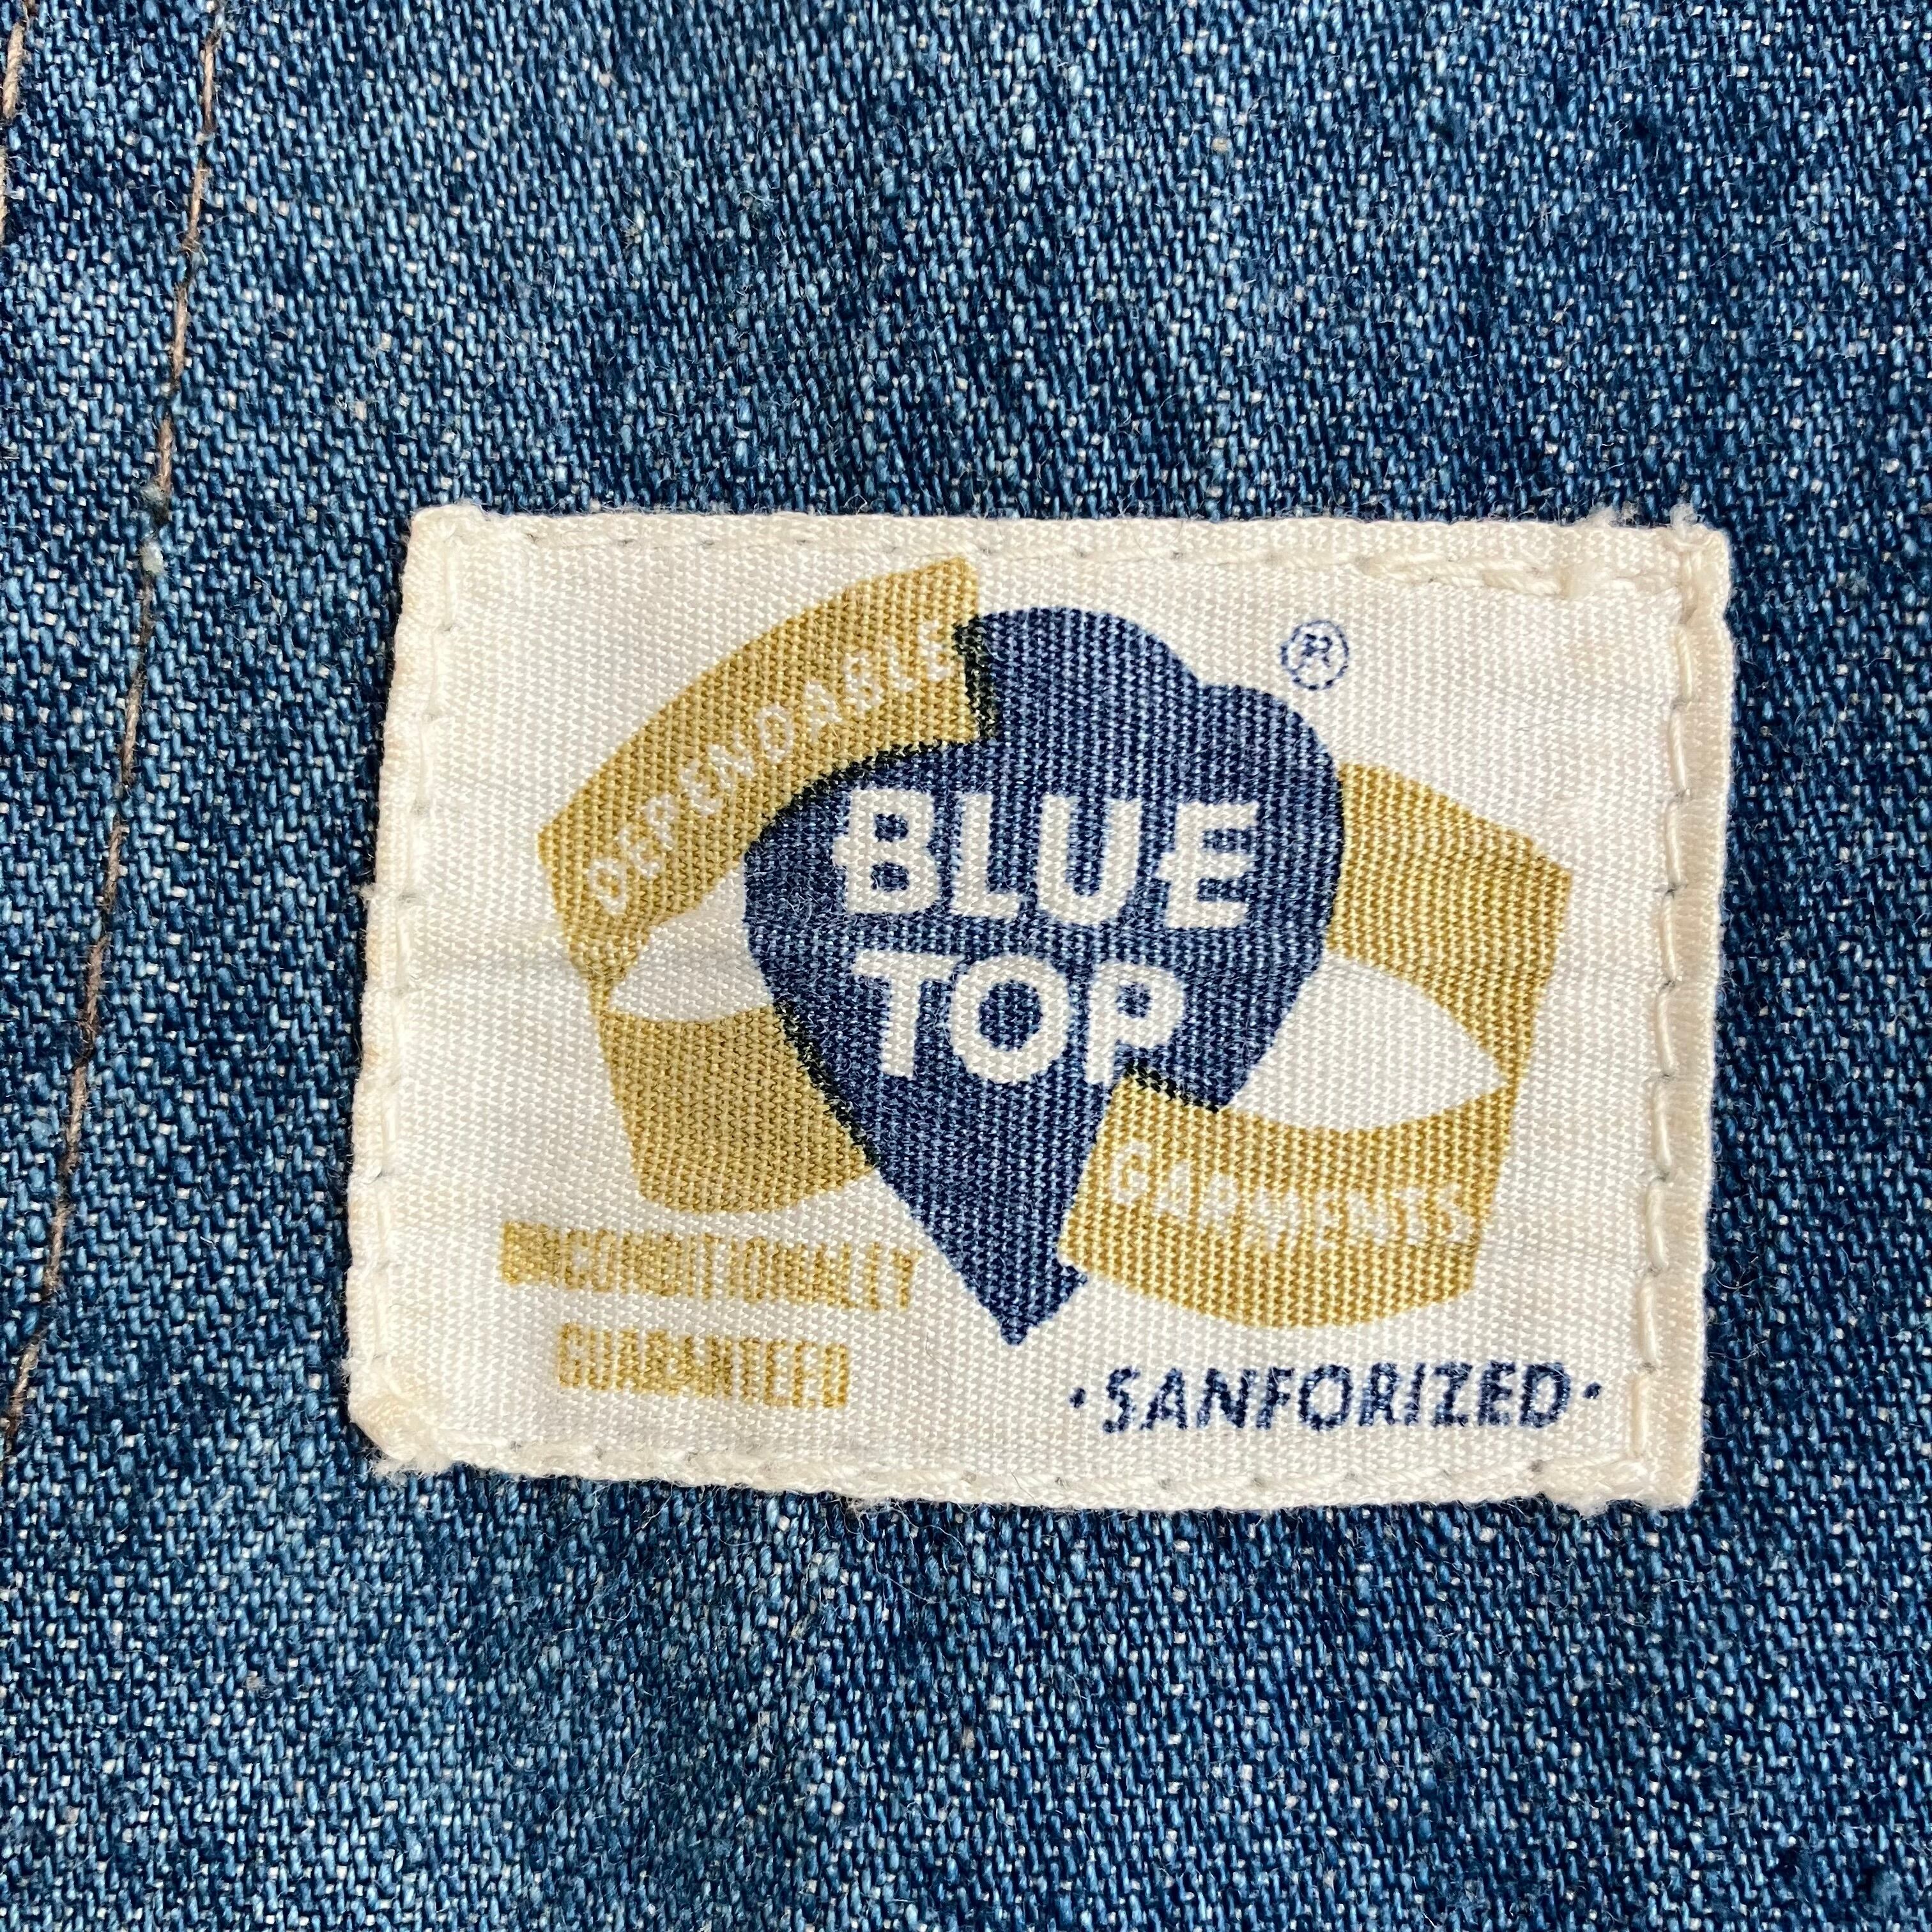 DEPENDABLE
®
BLUE
TOP
GARMENTS
UNCONDITIONALLY
GUARANTEED
·SANFORIZED·